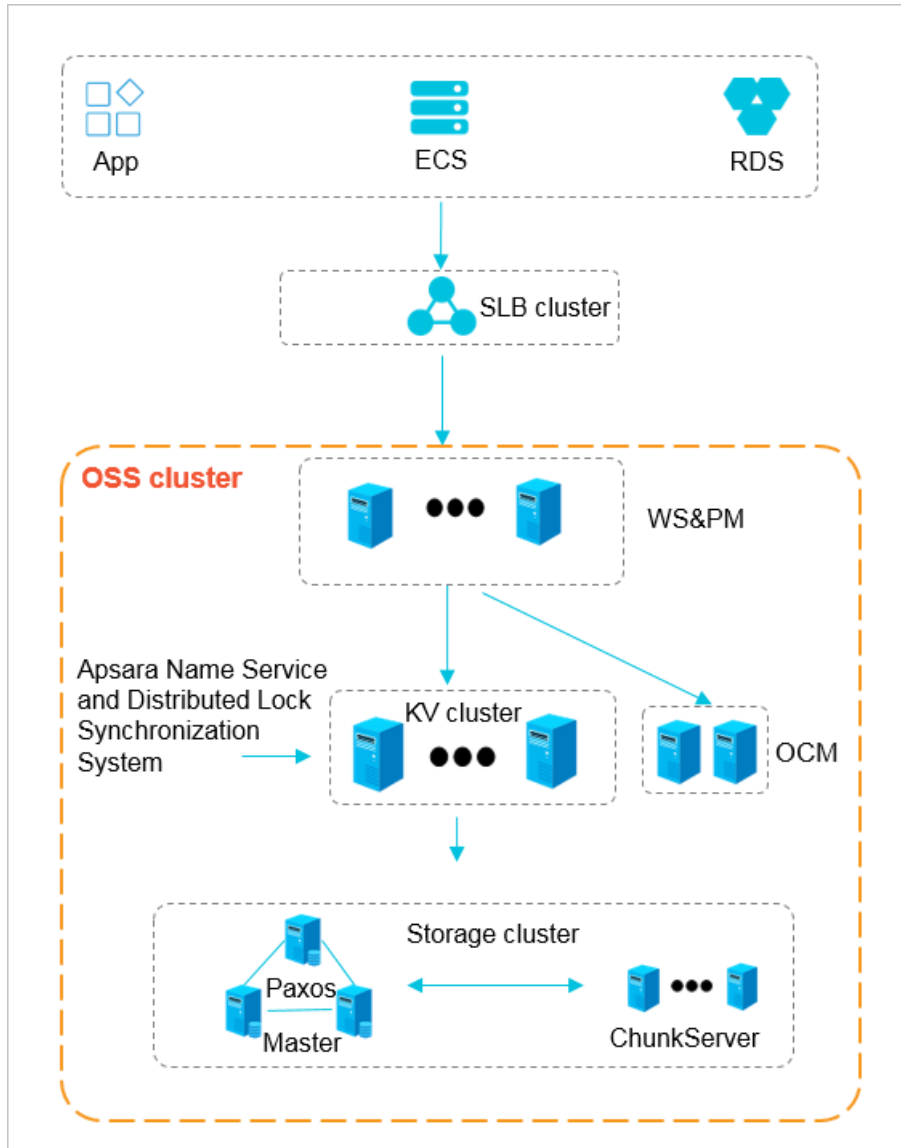 App
ECS
RDS
SLB cluster
OSS cluster
WS&PM
Apsara Name Service
and Distributed Lock
Synchronization
System
KV cluster
OCM
Storage cluster
Paxos
Master
ChunkServer